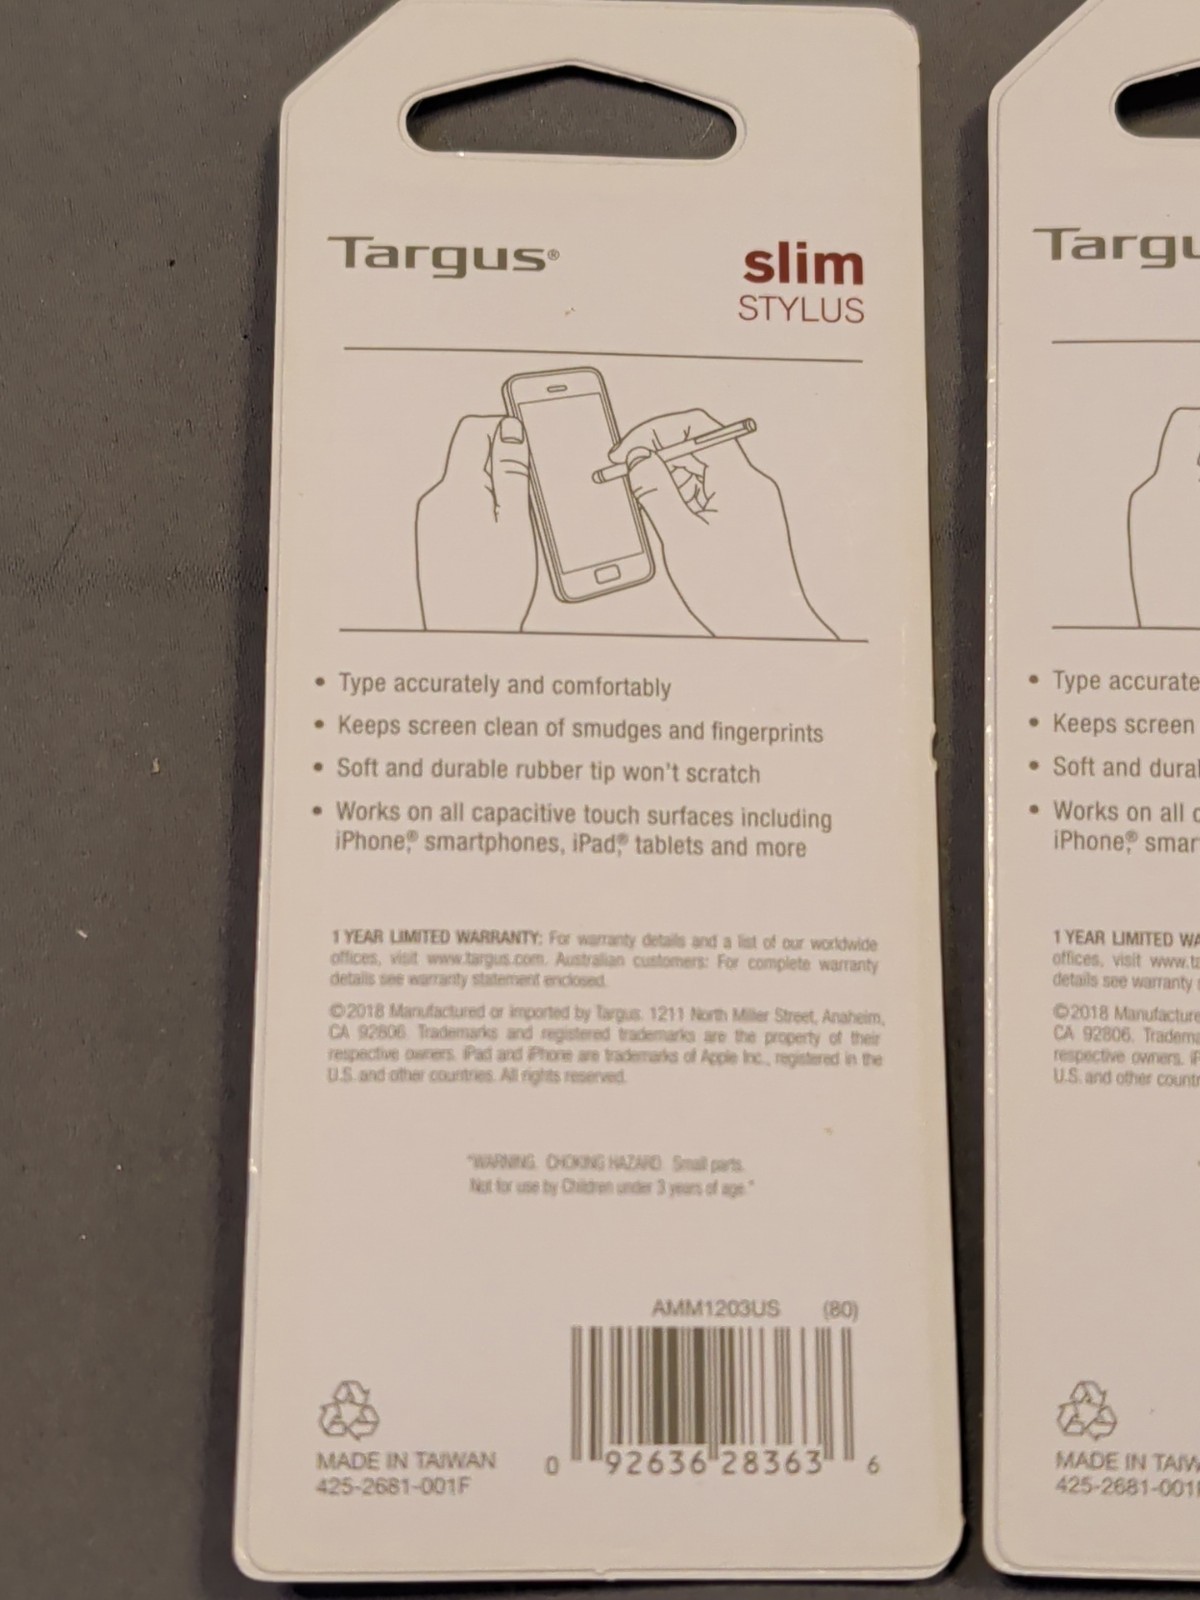 Targus®
slim
STYLUS
• Type accurately and comfortably
• Keeps screen clean of smudges and fingerprints
• Soft and durable rubber tip won't scratch
• Works on all capacitive touch surfaces including
iPhone®, smartphones, iPad®, tablets and more
1 YEAR LIMITED WARRANTY: For warranty details and a list of our worldwide
offices, visit www.targus.com. Australian customers: For complete warranty
details see warranty statement enclosed.
©2018 Manufactured or imported by Targus. 1211 North Miller Street, Anaheim,
CA 92806. Trademarks and registered trademarks are the property of their
respective owners. iPad and iPhone are trademarks of Apple Inc., registered in the
U.S. and other countries. All rights reserved.
"WARNING. CHOKING HAZARD. Small parts.
Not for use by Children under 3 years of age."
AMM1203US (80)
0 92636 28363 6
MADE IN TAIWAN
425-2681-001F
Targu
• Type accurate
• Keeps screen
• Soft and dura
• Works on all c
iPhone®, smar
1 YEAR LIMITED WA
offices, visit www.ta
details see warranty
©2018 Manufacture
CA 92806. Tradema
respective owners. iP
U.S. and other countr
MADE IN TAIW
425-2681-001F